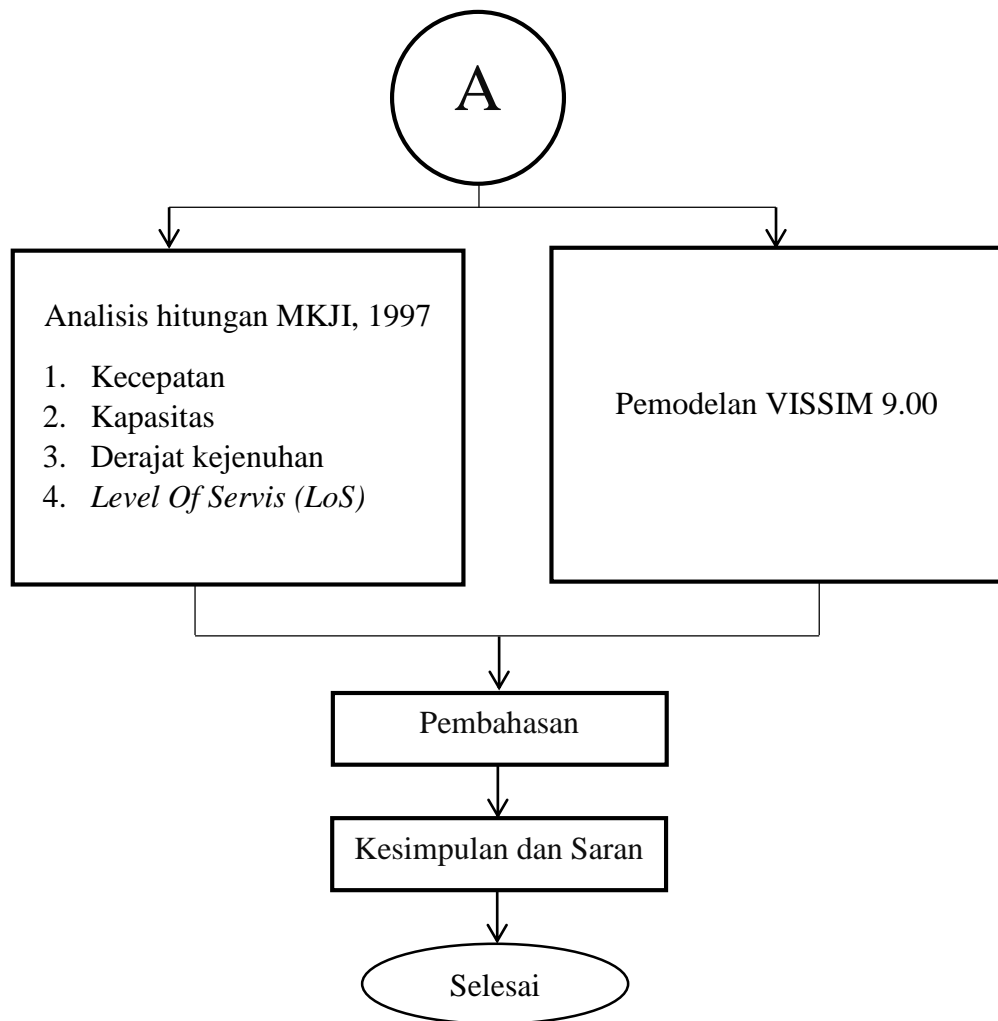 A
Analisis hitungan MKJI, 1997
1. Kecepatan
2. Kapasitas
3. Derajat kejenuhan
4. Level Of Servis (LoS)
Pemodelan VISSIM 9.00
Pembahasan
Kesimpulan dan Saran
Selesai